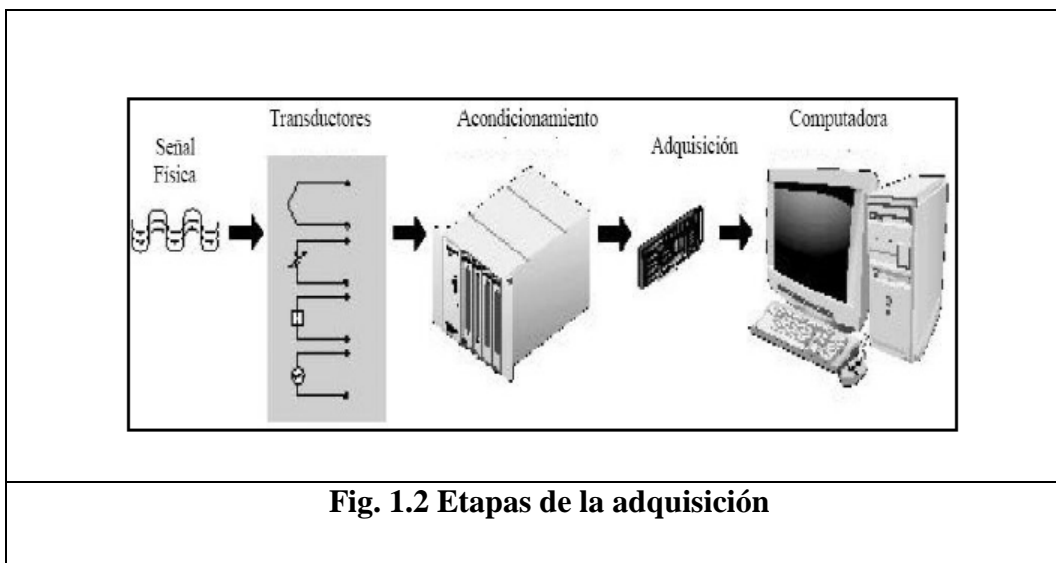 Señal
Física
Transductores
Acondicionamiento
Adquisición
Computadora
Fig. 1.2 Etapas de la adquisición